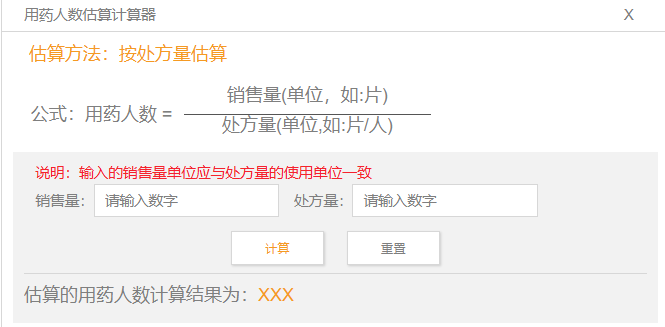 用药人数估算计算器 X
估算方法：按处方量估算
公式：用药人数 = 销售量(单位，如:片)
处方量(单位,如:片/人)
说明：输入的销售量单位应与处方量的使用单位一致
销售量： 请输入数字 处方量： 请输入数字
计算 重置
估算的用药人数计算结果为：XXX